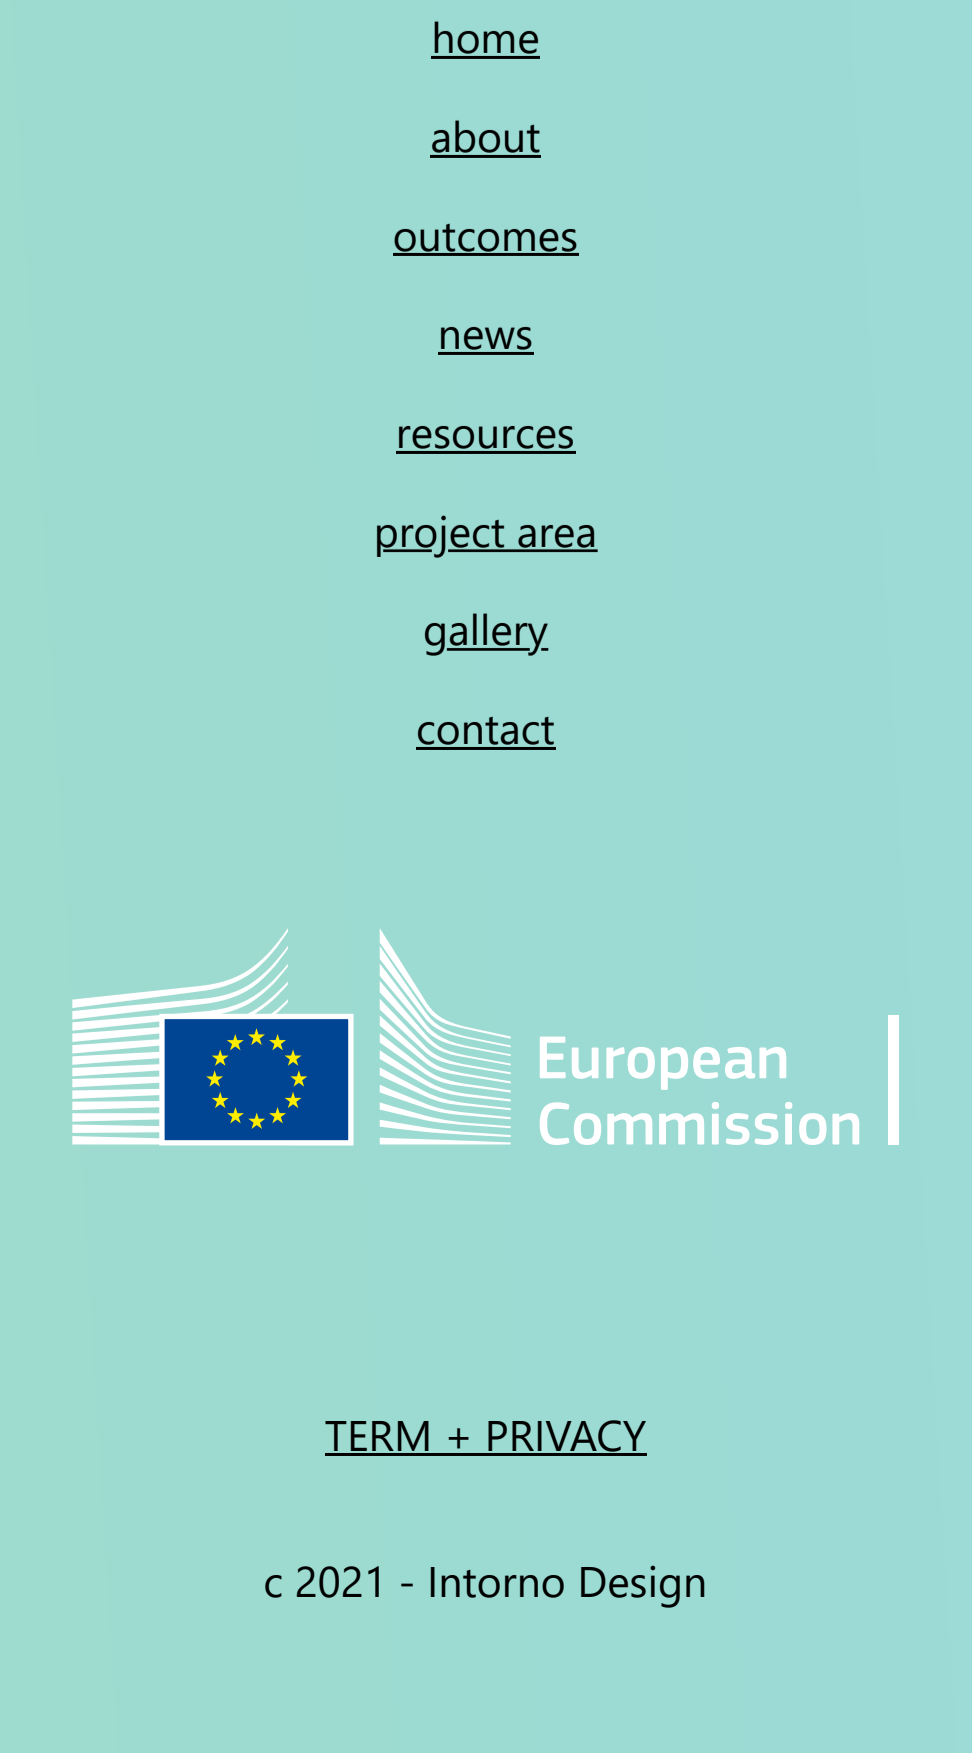 home
about
outcomes
news
resources
project area
gallery
contact
European
Commission
TERM + PRIVACY
c 2021 - Intorno Design